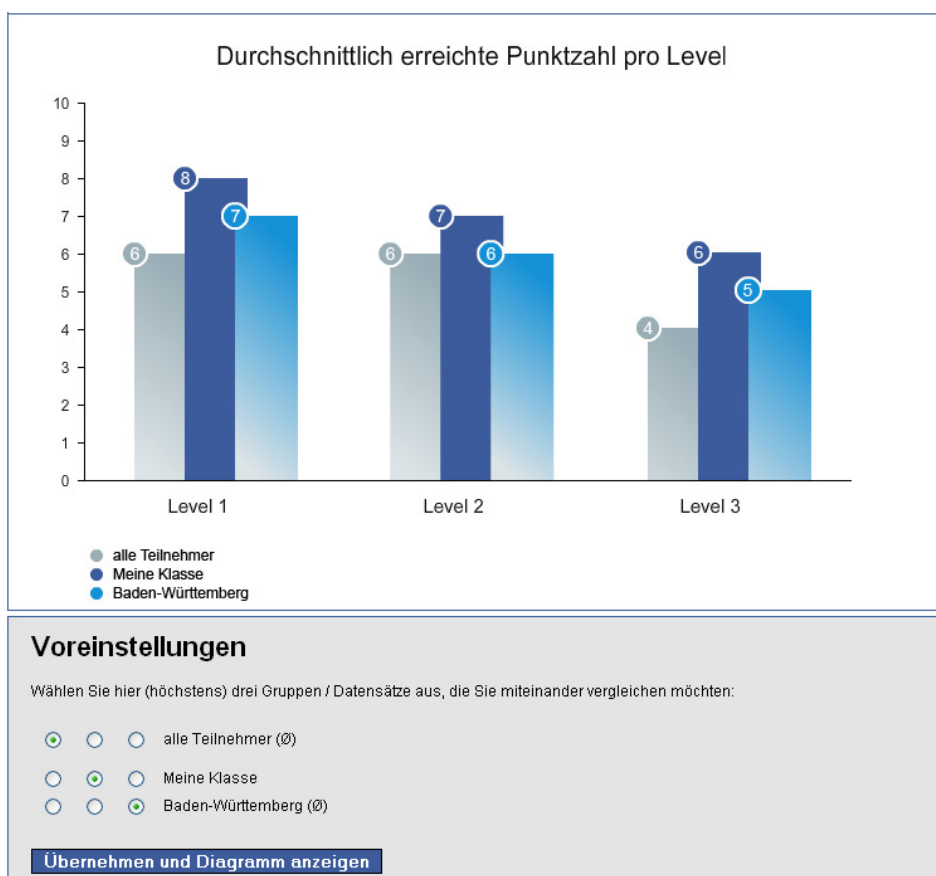 Durchschnittlich erreichte Punktzahl pro Level
10
9
8
7
6
5
4
3
2
1
0
6
8
7
6
7
6
4
6
5
Level 1
Level 2
Level 3
alle Teilnehmer
Meine Klasse
Baden-Württemberg
Voreinstellungen
Wählen Sie hier (höchstens) drei Gruppen / Datensätze aus, die Sie miteinander vergleichen möchten:
alle Teilnehmer (Ø)
Meine Klasse
Baden-Württemberg (Ø)
Übernehmen und Diagramm anzeigen